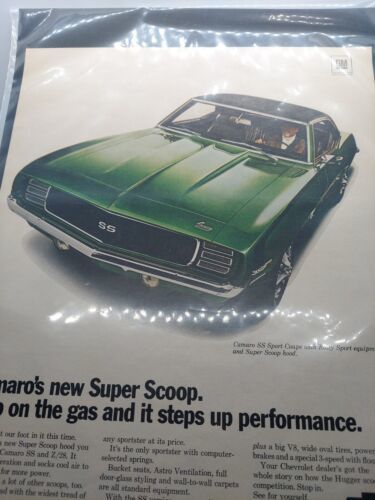 GM
SS
Camaro SS Sport Coupe with Rally Sport equipment
and Super Scoop hood.
maro's new Super Scoop.
on the gas and it steps up performance.
our foot in it this time.
new Super Scoop hood you
Camaro SS and Z/28. It
eration and socks cool air to
for more power.
a lot of other scoops, too.
and with the widest tread of
any sportster at its price.
It's the only sportster with computer-
selected springs.
Bucket seats, Astro Ventilation, full
door-glass styling and wall-to-wall carpets
are all standard equipment.
With the SS
plus a big V8, wide oval tires, power
brakes and a special 3-speed with floor
Your Chevrolet dealer's got the
whole story on how the Hugger
competition. Stop in.
See for yourself.